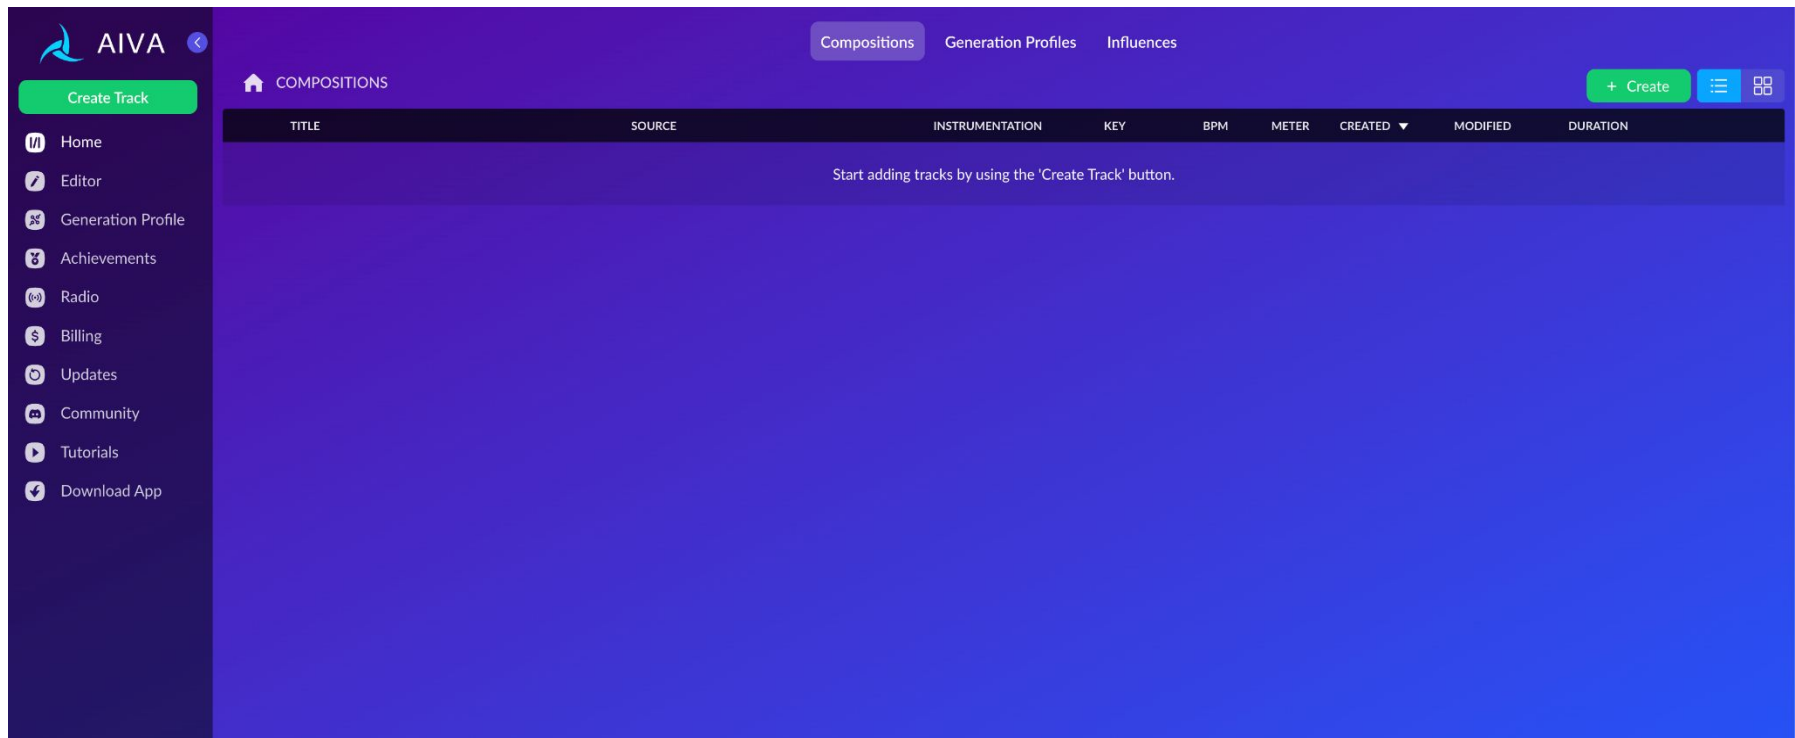 AIVA
Create Track
Home
Editor
Generation Profile
Achievements
Radio
Billing
Updates
Community
Tutorials
Download App
Compositions Generation Profiles Influences
COMPOSITIONS
+ Create
TITLE SOURCE INSTRUMENTATION KEY BPM METER CREATED ▼ MODIFIED DURATION
Start adding tracks by using the 'Create Track' button.